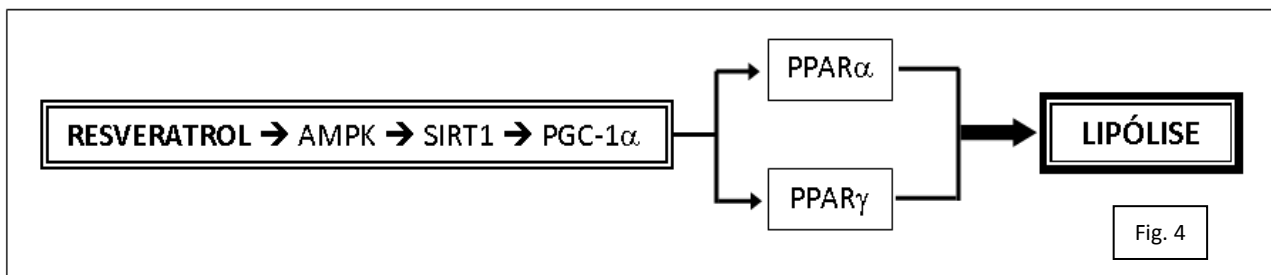 PPARα
RESVERATROL ➔ AMPK ➔ SIRT1 ➔ PGC-1α
LIPÓLISE
PPARγ
Fig. 4